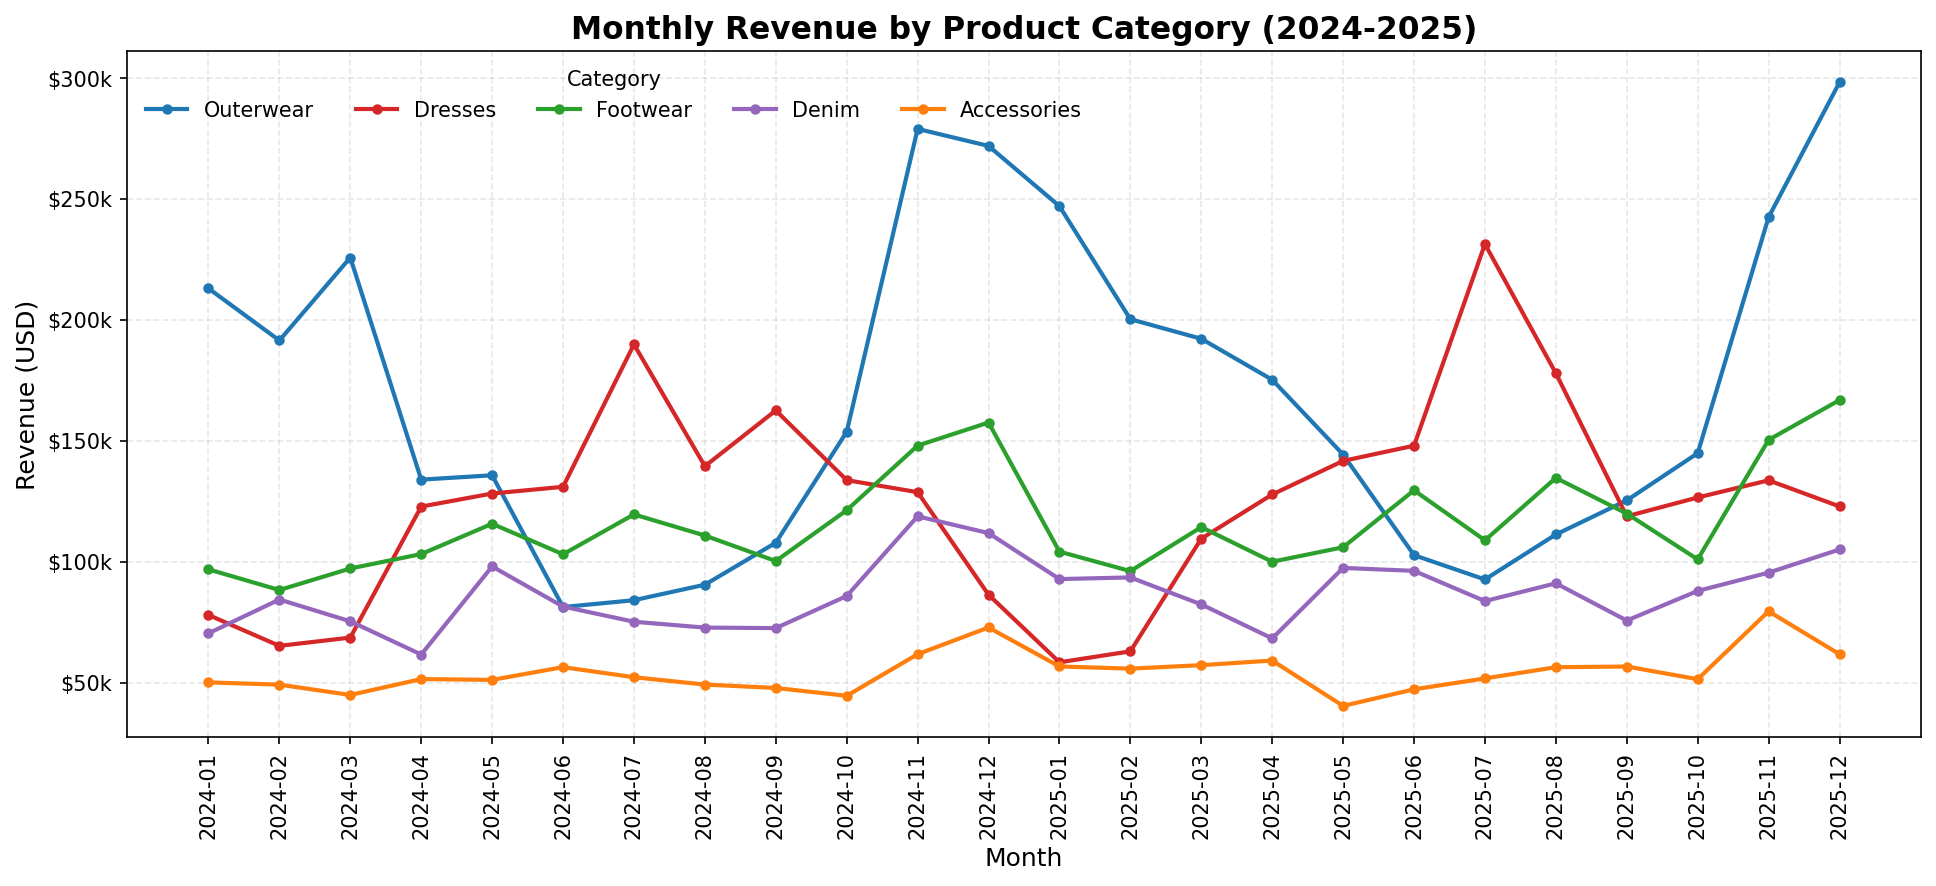 Monthly Revenue by Product Category (2024-2025)
Category
Outerwear Dresses Footwear Denim Accessories
$300k
$250k
$200k
$150k
$100k
$50k
Revenue (USD)
2024-01 2024-02 2024-03 2024-04 2024-05 2024-06 2024-07 2024-08 2024-09 2024-10 2024-11 2024-12 2025-01 2025-02 2025-03 2025-04 2025-05 2025-06 2025-07 2025-08 2025-09 2025-10 2025-11 2025-12
Month